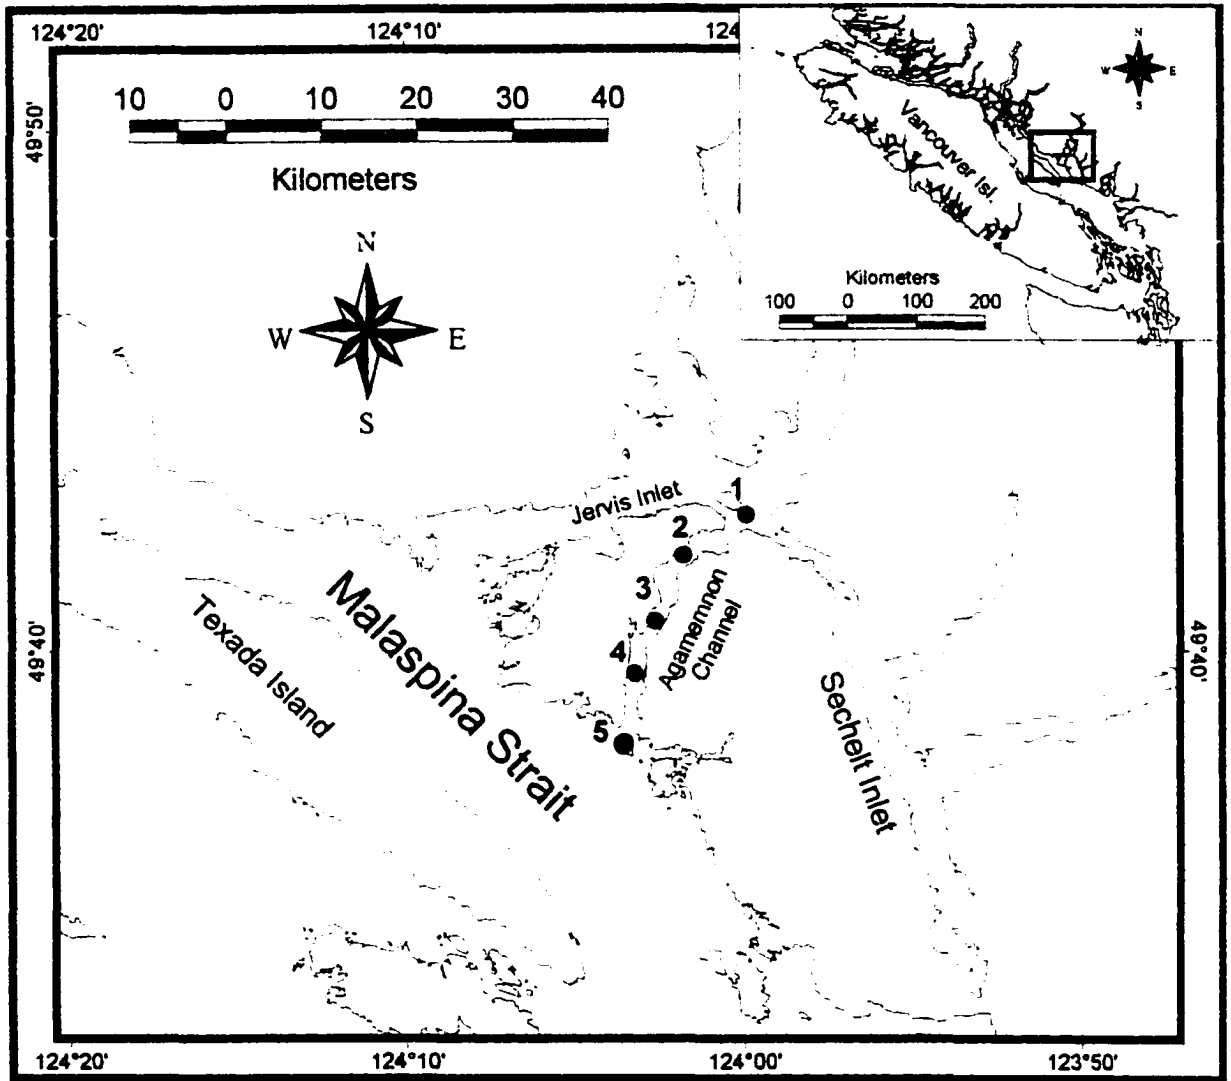 124°20' 124°10' 124°
10 0 10 20 30 40
Kilometers
N
W E
S
49°50'
N
W E
S
Vancouver Isl.
Kilometers
100 0 100 200
Jervis Inlet
1
2
3
4
5
Agamemnon
Channel
Malaspina Strait
Texada Island
Sechelt Inlet
49°40'
49°40'
124°20' 124°10' 124°00' 123°50'